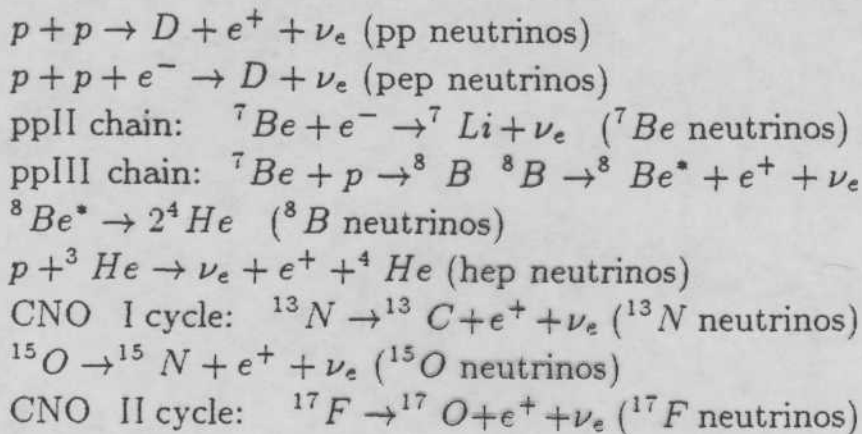 p + p → D + e⁺ + νₑ (pp neutrinos)
p + p + e⁻ → D + νₑ (pep neutrinos)
ppII chain: ⁷Be + e⁻ →⁷ Li + νₑ (⁷Be neutrinos)
ppIII chain: ⁷Be + p →⁸ B ⁸B →⁸ Be* + e⁺ + νₑ
⁸Be* → 2⁴He (⁸B neutrinos)
p +³ He → νₑ + e⁺ +⁴ He (hep neutrinos)
CNO I cycle: ¹³N →¹³ C + e⁺ + νₑ (¹³N neutrinos)
¹⁵O →¹⁵ N + e⁺ + νₑ (¹⁵O neutrinos)
CNO II cycle: ¹⁷F →¹⁷ O + e⁺ + νₑ (¹⁷F neutrinos)